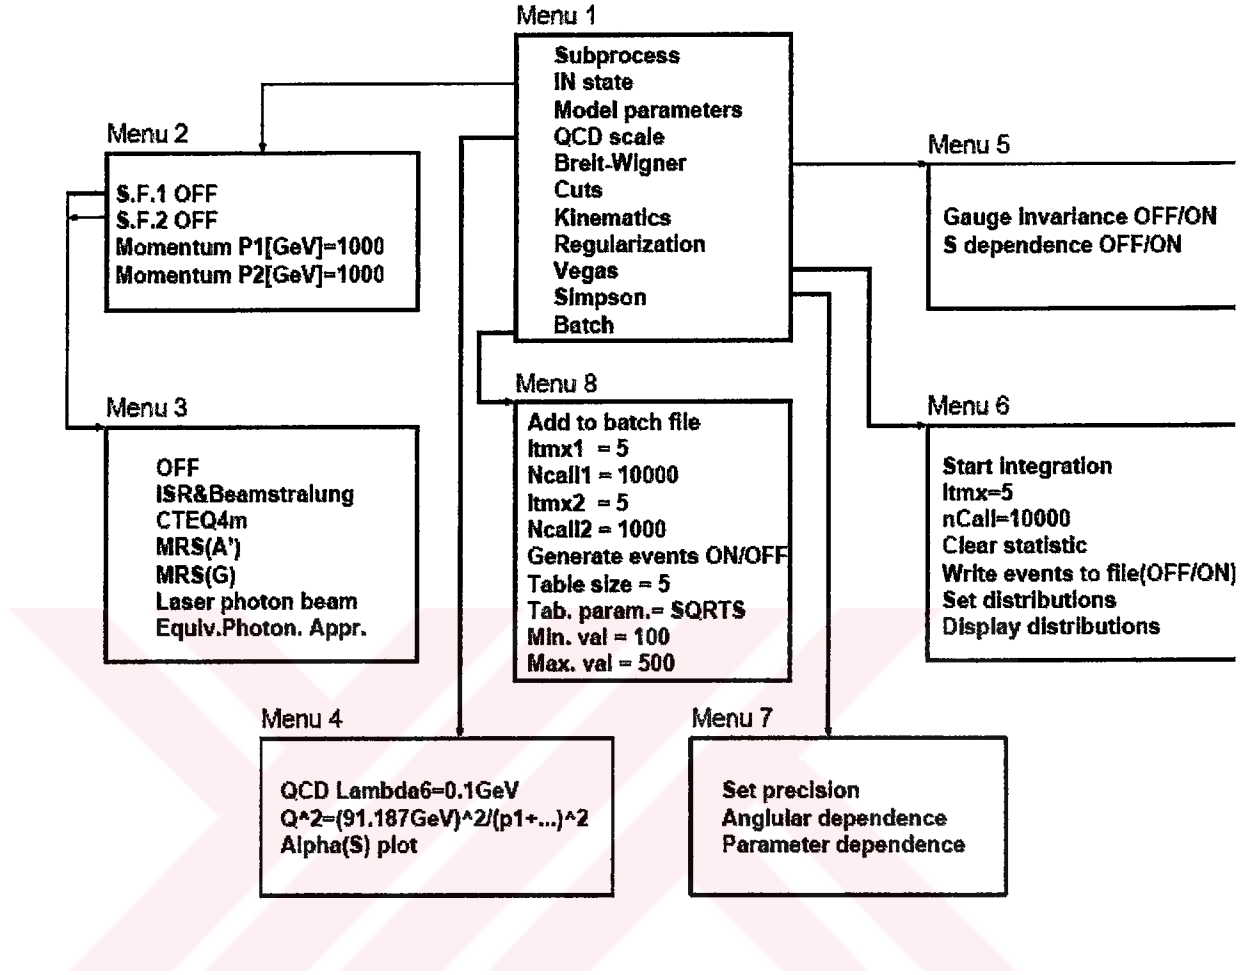 Menu 1
Subprocess
IN state
Model parameters
QCD scale
Breit-Wigner
Cuts
Kinematics
Regularization
Vegas
Simpson
Batch
Menu 2
S.F.1 OFF
S.F.2 OFF
Momentum P1[GeV]=1000
Momentum P2[GeV]=1000
Menu 3
OFF
ISR&Beamstralung
CTEQ4m
MRS(A')
MRS(G)
Laser photon beam
Equiv.Photon. Appr.
Menu 4
QCD Lambda6=0.1GeV
Q^2=(91.187GeV)^2/(p1+...)^2
Alpha(S) plot
Menu 5
Gauge invariance OFF/ON
S dependence OFF/ON
Menu 6
Start integration
Itmx=5
nCall=10000
Clear statistic
Write events to file(OFF/ON)
Set distributions
Display distributions
Menu 7
Set precision
Anglular dependence
Parameter dependence
Menu 8
Add to batch file
Itmx1 = 5
Ncall1 = 10000
Itmx2 = 5
Ncall2 = 1000
Generate events ON/OFF
Table size = 5
Tab. param.= SQRTS
Min. val = 100
Max. val = 500